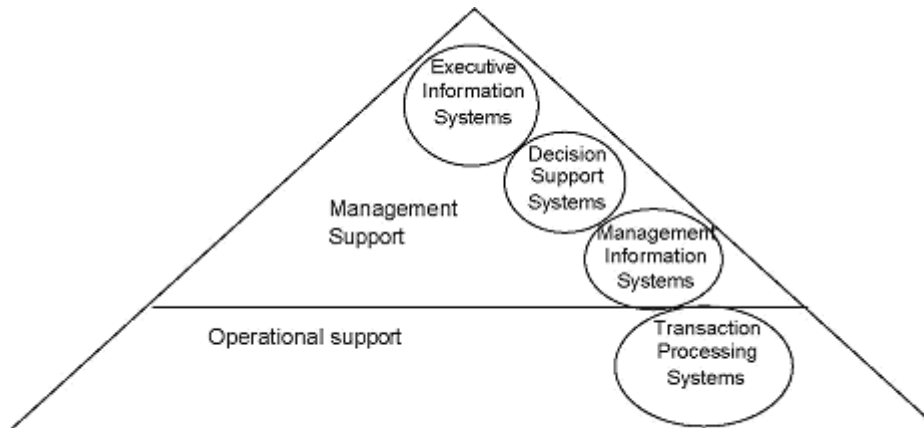 Executive
Information
Systems
Decision
Support
Systems
Management
Support
Management
Information
Systems
Operational support
Transaction
Processing
Systems